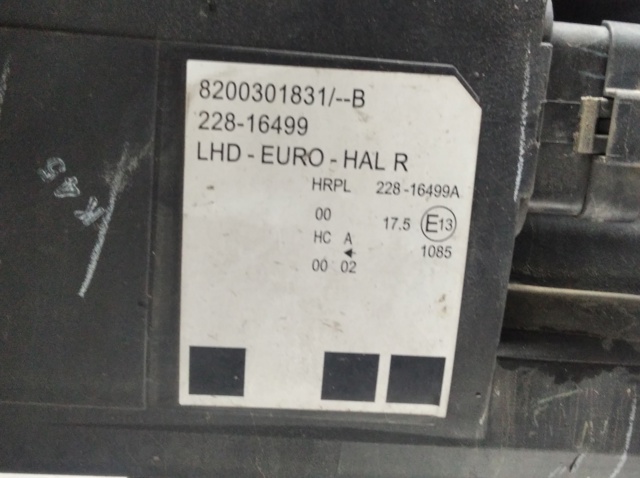 8200301831/--B
228-16499
LHD - EURO - HAL R
HRPL 228-16499A
00 17.5 E13
HC A 1085
00 02